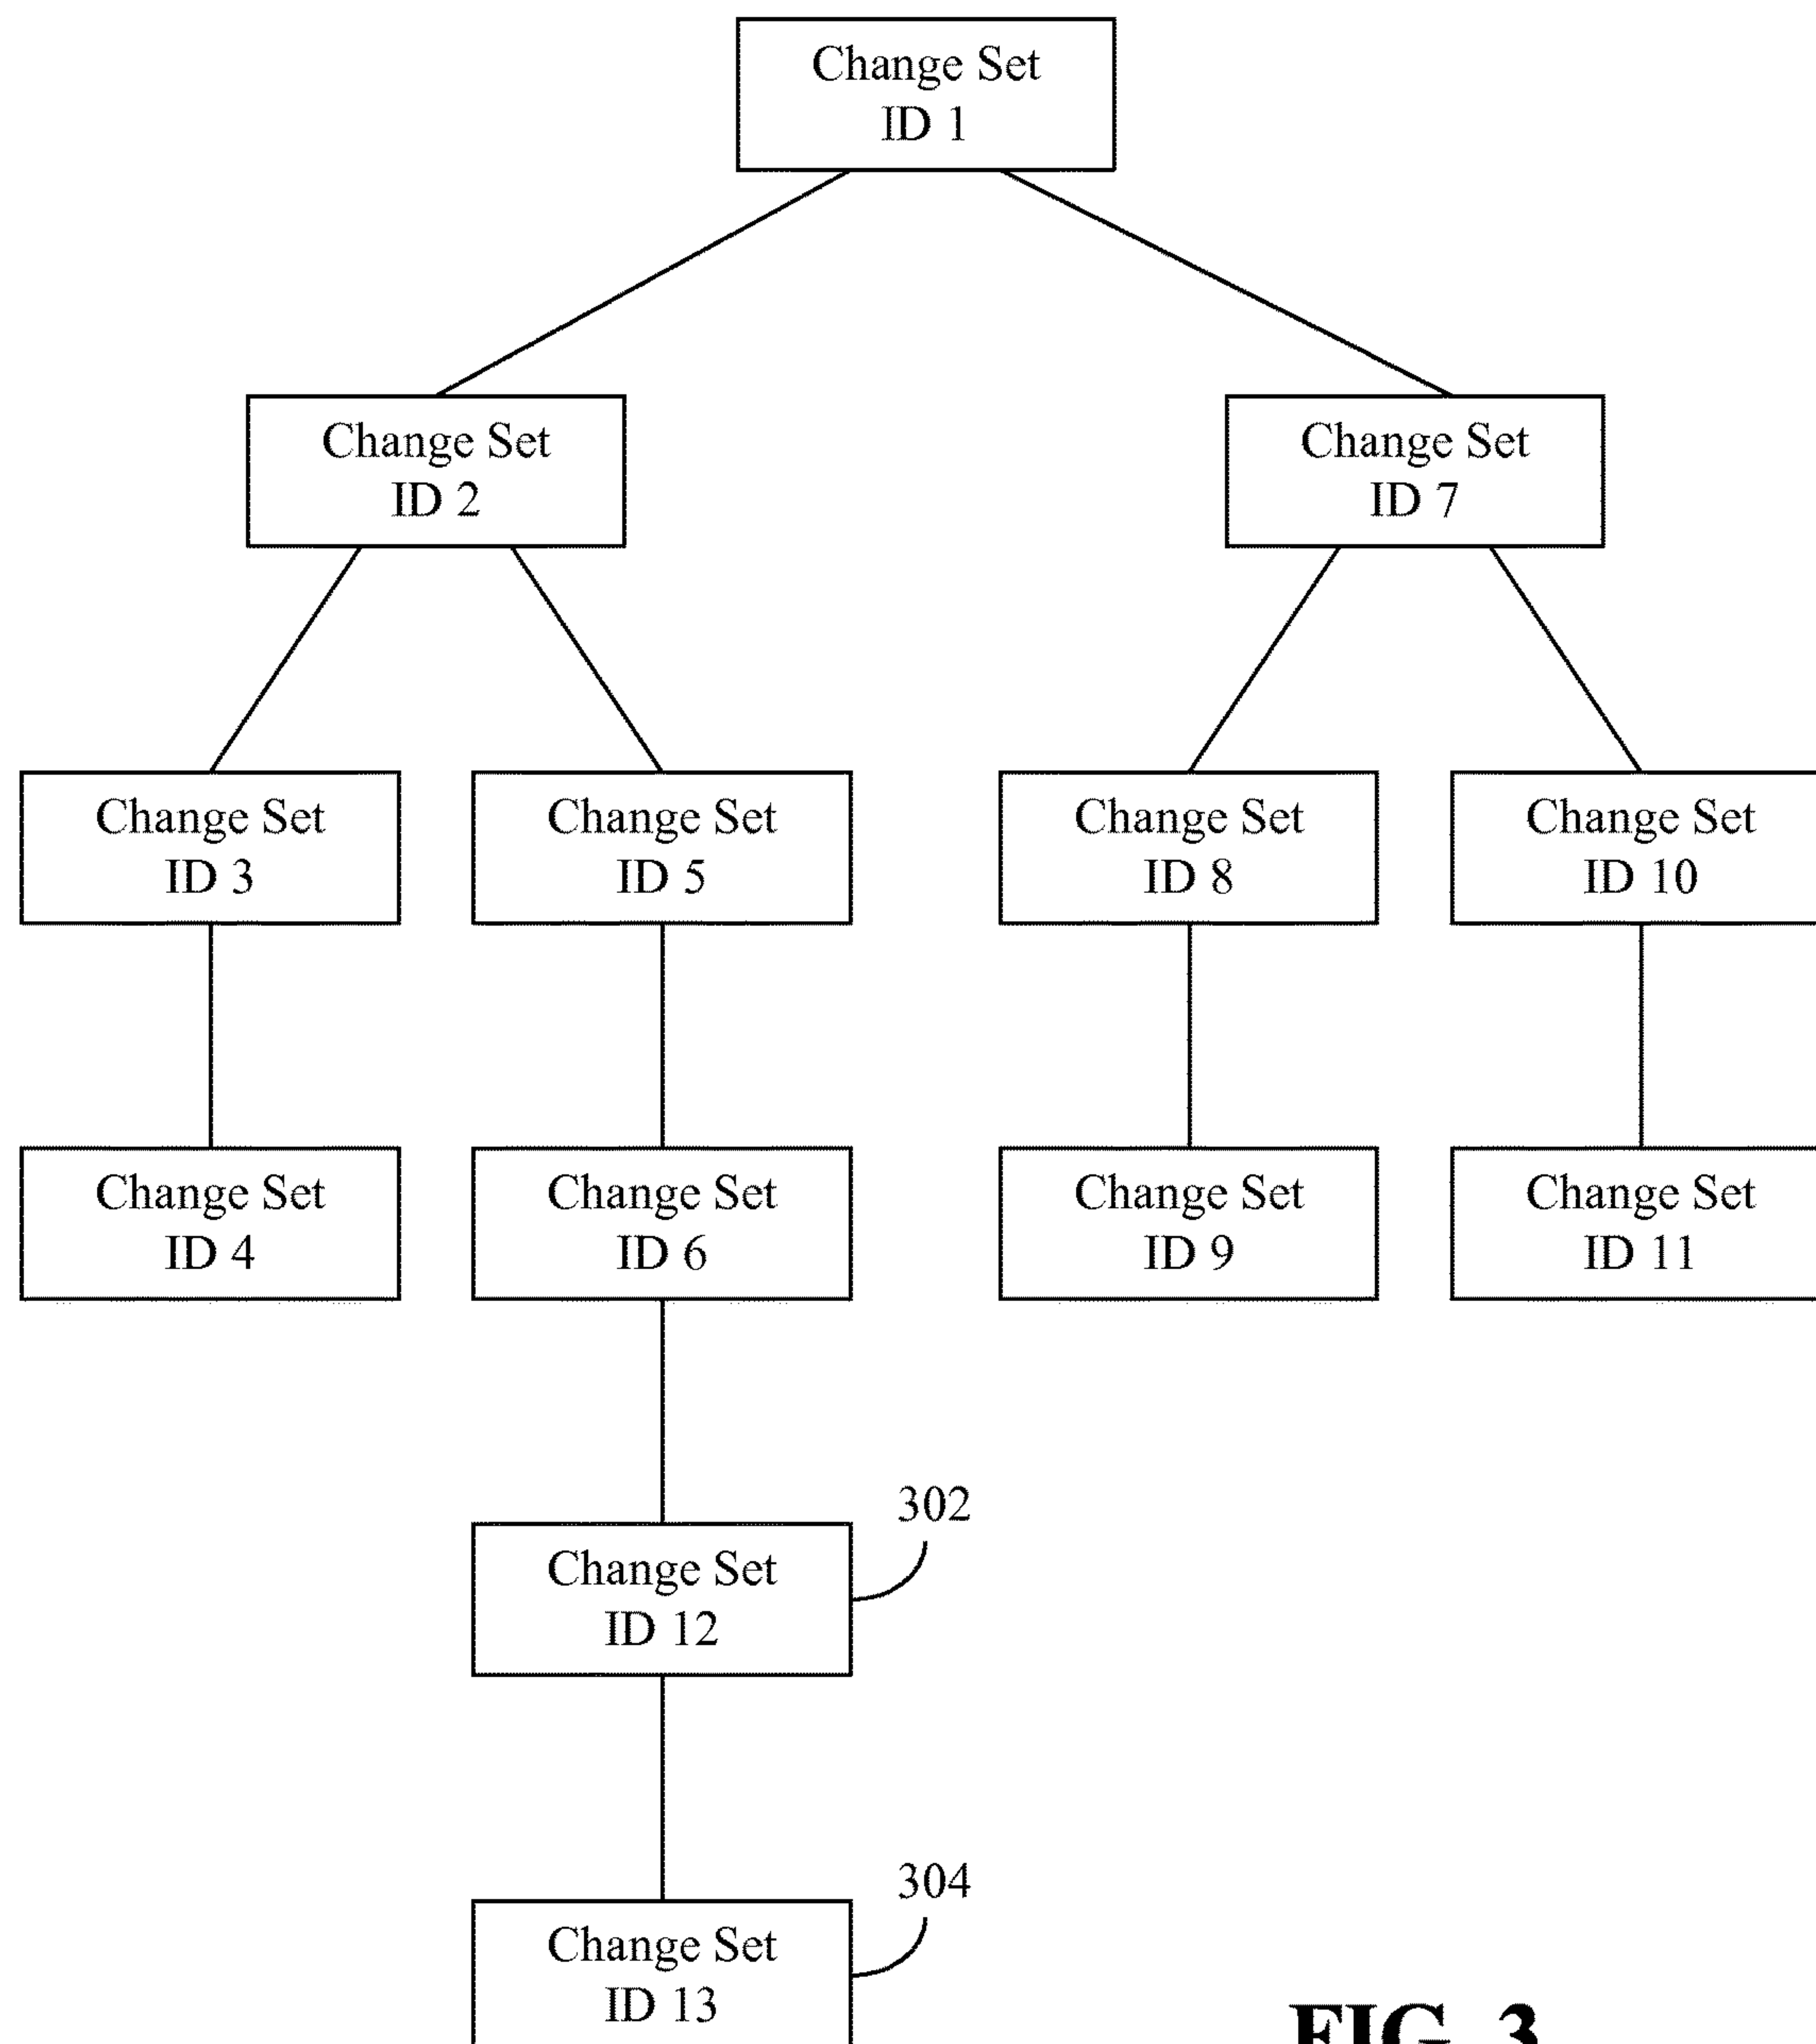 Change Set
ID 1
Change Set
ID 2
Change Set
ID 7
Change Set
ID 3
Change Set
ID 5
Change Set
ID 8
Change Set
ID 10
Change Set
ID 4
Change Set
ID 6
Change Set
ID 9
Change Set
ID 11
302
Change Set
ID 12
304
Change Set
ID 13
FIG. 3